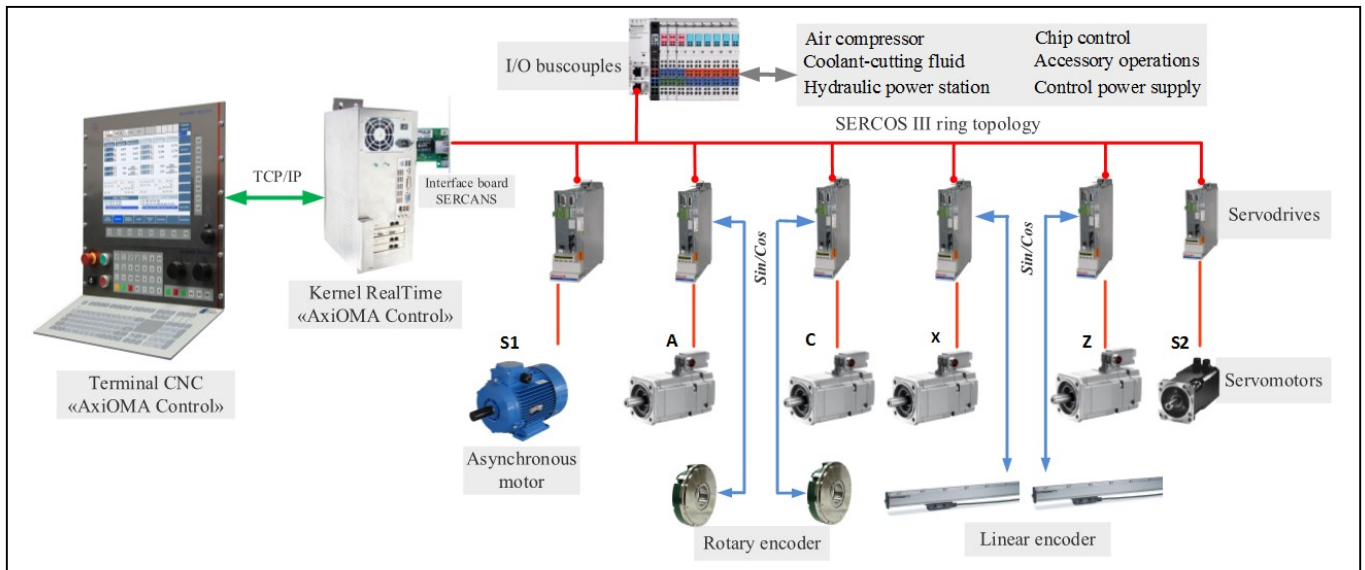 I/O buscouples
Air compressor
Coolant-cutting fluid
Hydraulic power station
Chip control
Accessory operations
Control power supply
SERCOS III ring topology
TCP/IP
Interface board
SERCANS
Servodrives
Sin/Cos
Sin/Cos
Kernel RealTime
«AxiOMA Control»
Terminal CNC
«AxiOMA Control»
S1
A
C
X
Z
S2
Servomotors
Asynchronous
motor
Rotary encoder
Linear encoder